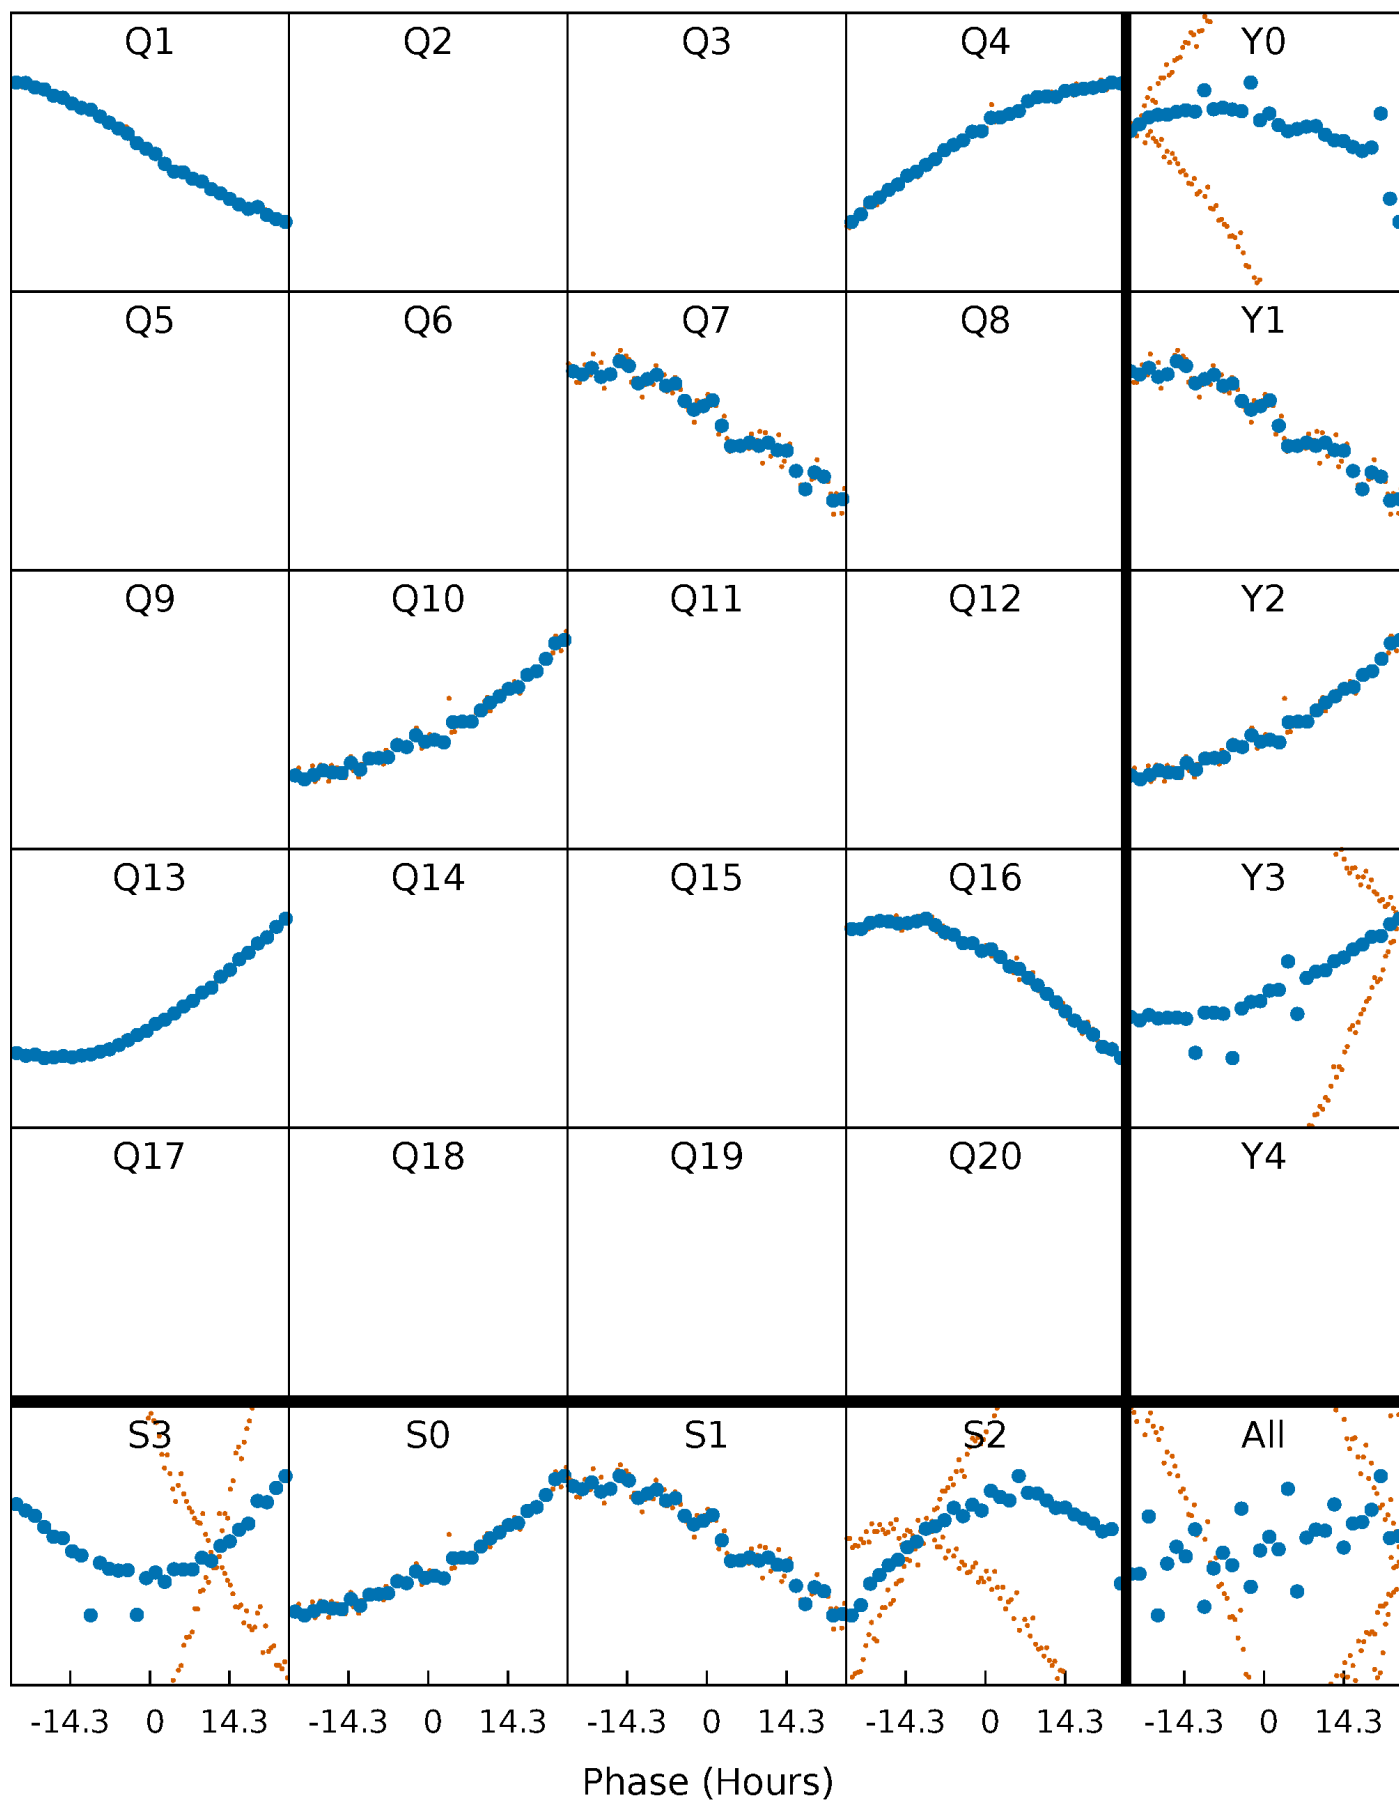 Q1 Q2 Q3 Q4 Y0
Q5 Q6 Q7 Q8 Y1
Q9 Q10 Q11 Q12 Y2
Q13 Q14 Q15 Q16 Y3
Q17 Q18 Q19 Q20 Y4
S3 S0 S1 S2 All
-14.3 0 14.3 -14.3 0 14.3 -14.3 0 14.3 -14.3 0 14.3 -14.3 0 14.3
Phase (Hours)